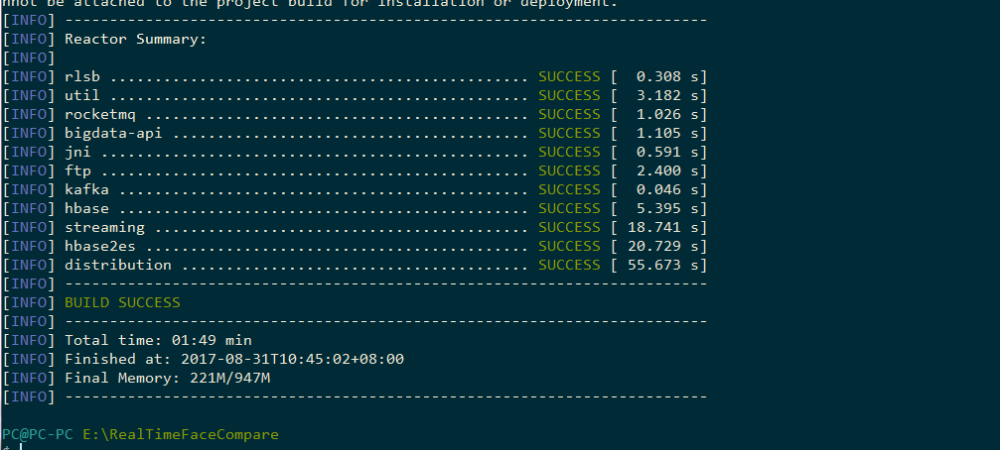 nnot be attached to the project build for installation or deployment.
[INFO] ------------------------------------------------------------------------
[INFO] Reactor Summary:
[INFO]
[INFO] rlsb ............................................... SUCCESS [  0.308 s]
[INFO] util ............................................... SUCCESS [  3.182 s]
[INFO] rocketmq ........................................... SUCCESS [  1.026 s]
[INFO] bigdata-api ........................................ SUCCESS [  1.105 s]
[INFO] jni ................................................ SUCCESS [  0.591 s]
[INFO] ftp ................................................ SUCCESS [  2.400 s]
[INFO] kafka .............................................. SUCCESS [  0.046 s]
[INFO] hbase .............................................. SUCCESS [  5.395 s]
[INFO] streaming .......................................... SUCCESS [ 18.741 s]
[INFO] hbase2es ........................................... SUCCESS [ 20.729 s]
[INFO] distribution ....................................... SUCCESS [ 55.673 s]
[INFO] ------------------------------------------------------------------------
[INFO] BUILD SUCCESS
[INFO] ------------------------------------------------------------------------
[INFO] Total time: 01:49 min
[INFO] Finished at: 2017-08-31T10:45:02+08:00
[INFO] Final Memory: 221M/947M
[INFO] ------------------------------------------------------------------------
PC@PC-PC E:\RealTimeFaceCompare
$